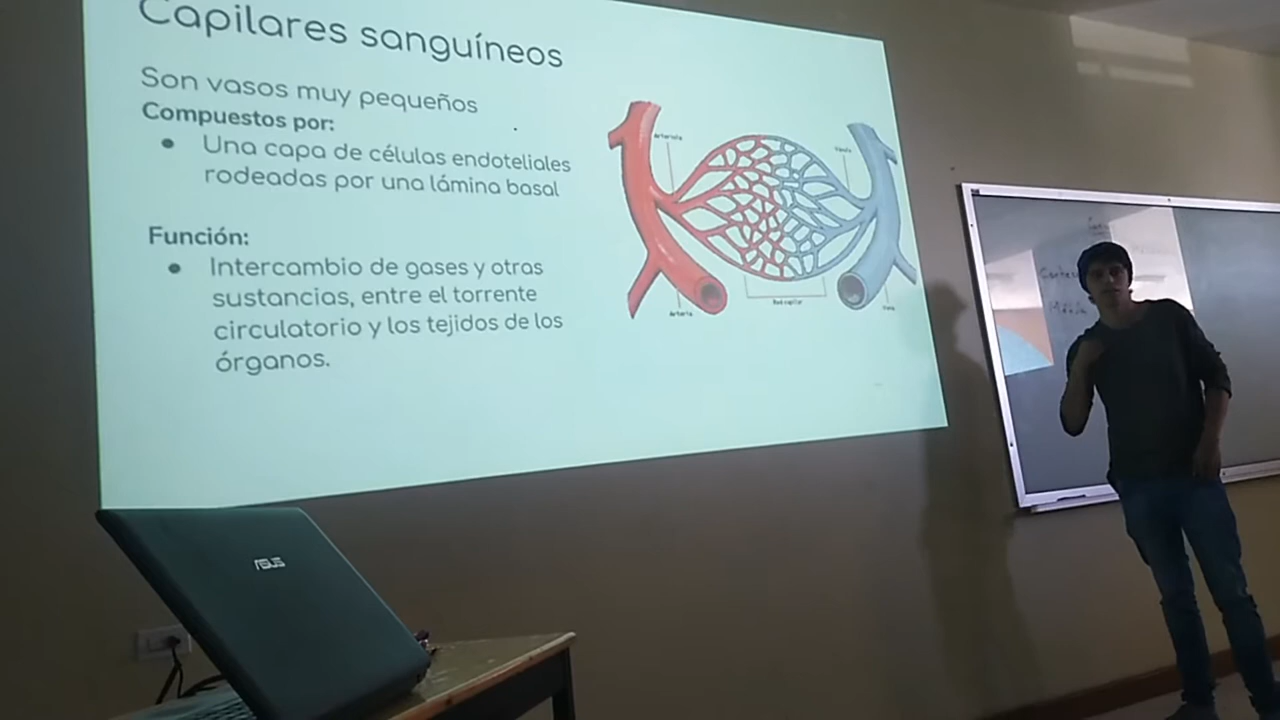 Capilares sanguíneos
Son vasos muy pequeños
Compuestos por:
Una capa de células endoteliales
rodeadas por una lámina basal
Función:
Intercambio de gases y otras
sustancias, entre el torrente
circulatorio y los tejidos de los
órganos.
Arteriola
Vénula
Arteria
Red capilar
Vena
ASUS